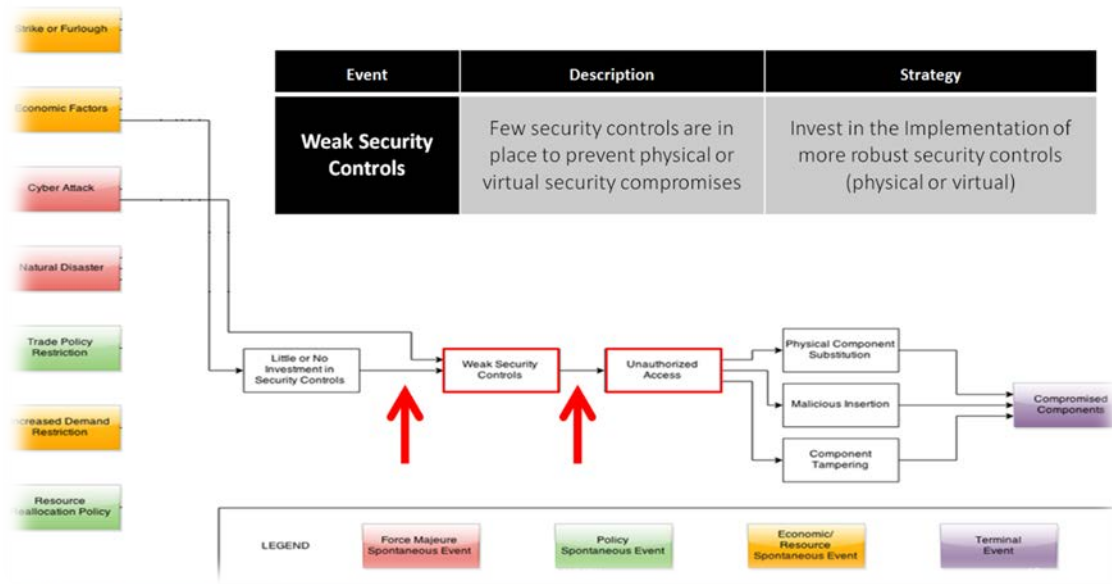 Strike or Furlough
Event
Description
Strategy
Weak Security
Controls
Few security controls are in
place to prevent physical or
virtual security compromises
Invest in the Implementation of
more robust security controls
(physical or virtual)
Economic Factors
Cyber Attack
Natural Disaster
Trade Policy
Restriction
Little or No
Investment in
Security Controls
Weak Security
Controls
Unauthorized
Access
Physical Component
Substitution
Malicious Insertion
Component
Tampering
Compromised
Components
Increased Demand
Restriction
Resource
Reallocation Policy
LEGEND
Force Majeure
Spontaneous Event
Policy
Spontaneous Event
Economic/
Resource
Spontaneous Event
Terminal
Event